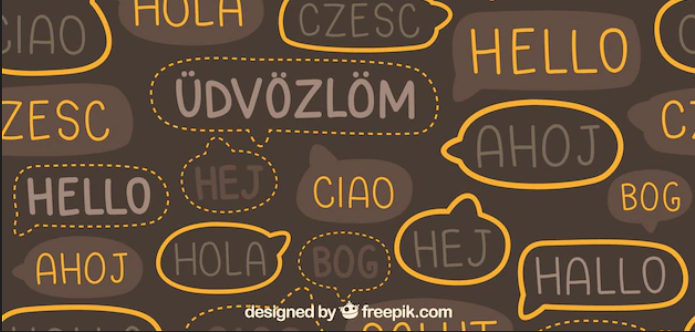 CIAO
HOLA
CZESC
HELLO
ÜDVÖZLÖM
ZESC
AHOJ
HEJ
CIAO
HELLO
BOG
HOLA
HEJ
AHOJ
BOG
HALLO
designed by freepik.com